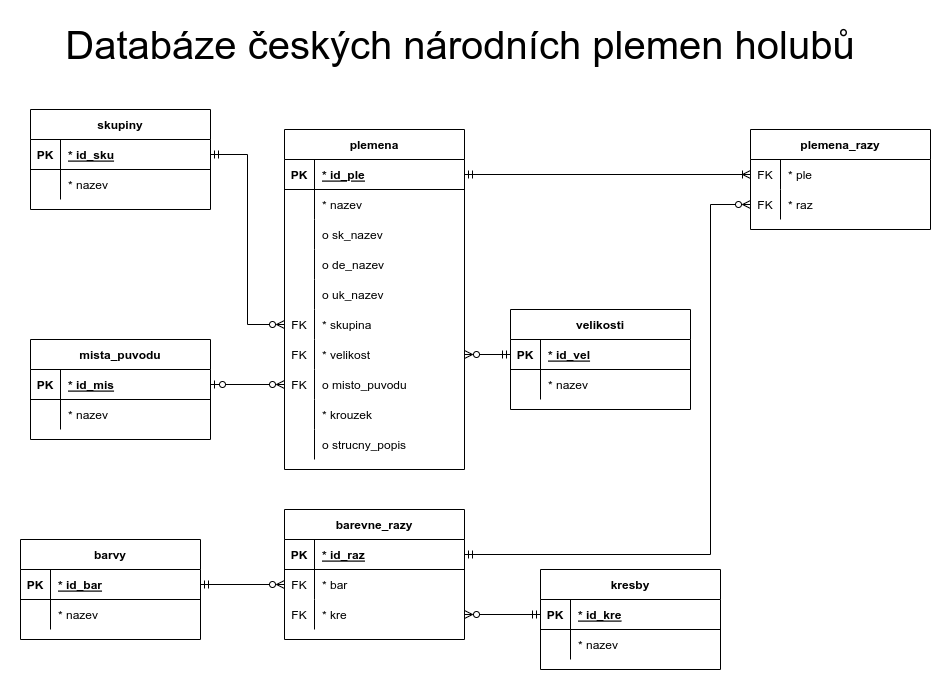 Databáze českých národních plemen holubů
skupiny
PK * id_sku
* nazev
mista_puvodu
PK * id_mis
* nazev
plemena
PK * id_ple
* nazev
o sk_nazev
o de_nazev
o uk_nazev
FK * skupina
FK * velikost
FK o misto_puvodu
* krouzek
o strucny_popis
plemena_razy
FK * ple
FK * raz
velikosti
PK * id_vel
* nazev
barvy
PK * id_bar
* nazev
barevne_razy
PK * id_raz
FK * bar
FK * kre
kresby
PK * id_kre
* nazev